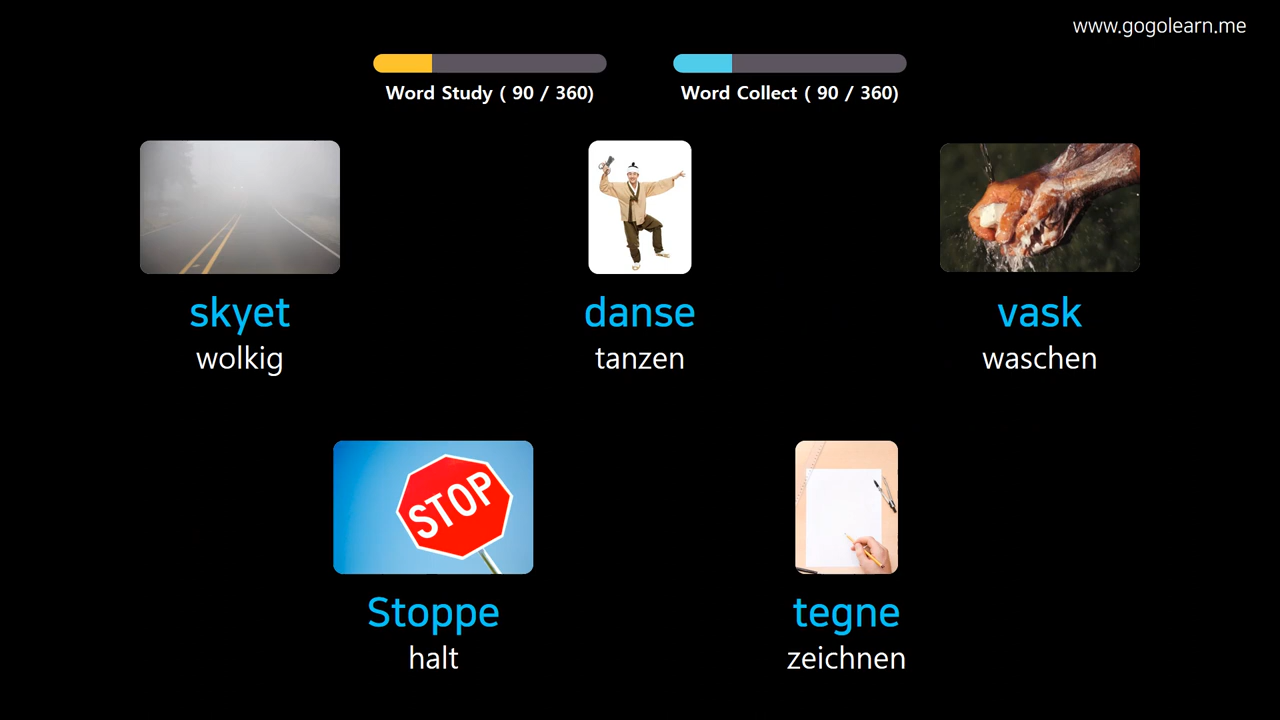 www.gogolearn.me
Word Study ( 90 / 360)
Word Collect ( 90 / 360)
skyet
wolkig
danse
tanzen
vask
waschen
STOP
Stoppe
halt
tegne
zeichnen